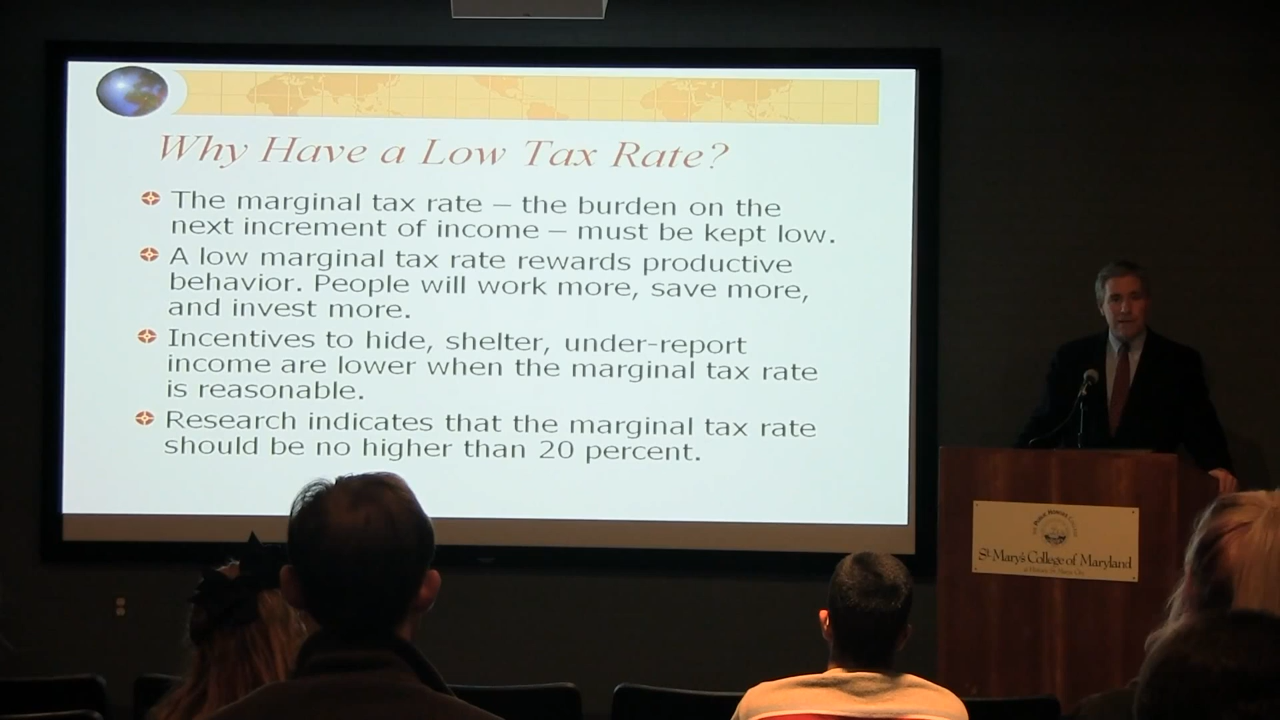 Why Have a Low Tax Rate?
The marginal tax rate – the burden on the
next increment of income – must be kept low.
A low marginal tax rate rewards productive
behavior. People will work more, save more,
and invest more.
Incentives to hide, shelter, under-report
income are lower when the marginal tax rate
is reasonable.
Research indicates that the marginal tax rate
should be no higher than 20 percent.
St. Mary's College of Maryland